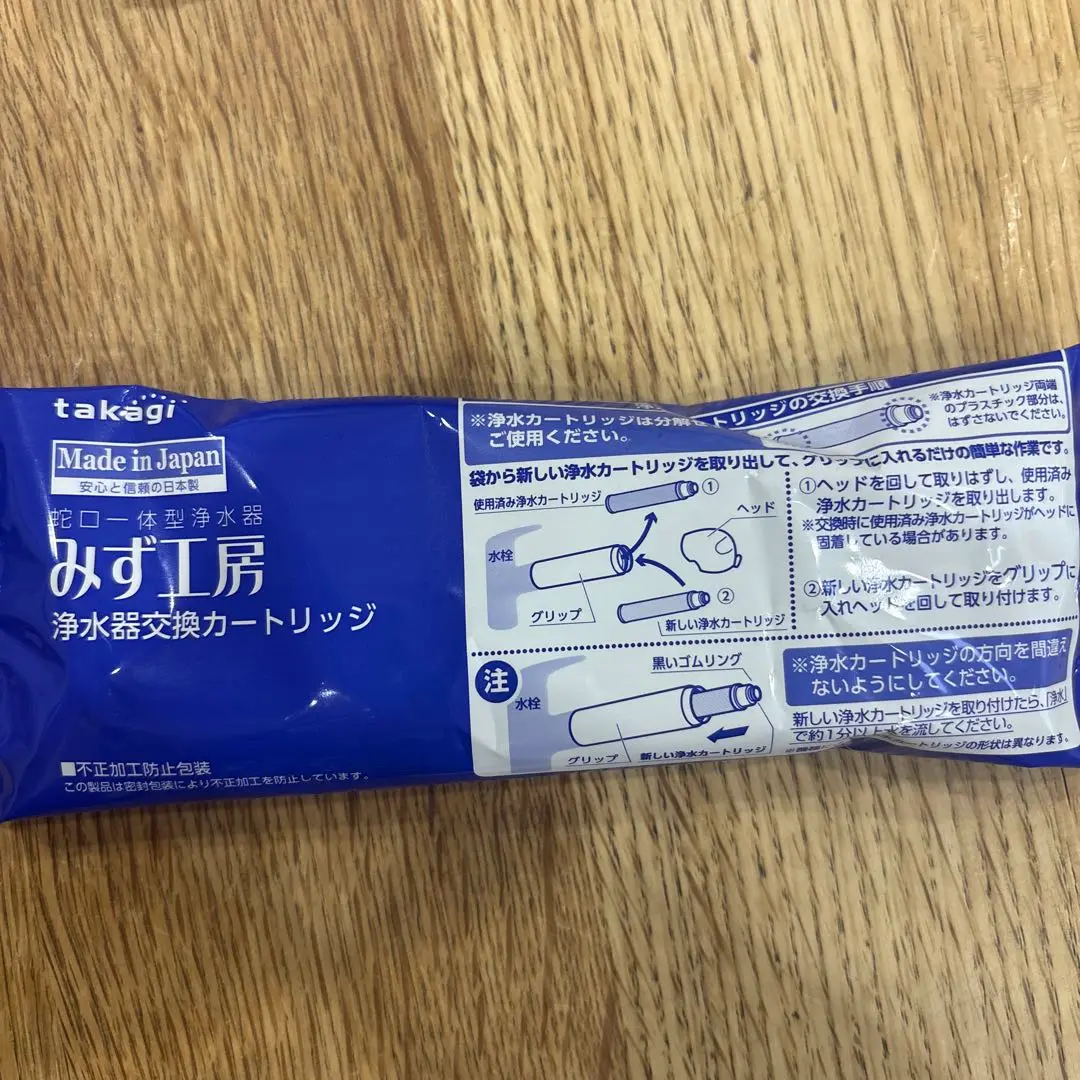 takagi
Made in Japan
安心と信頼の日本製
蛇口一体型浄水器
みず工房
浄水器交換カートリッジ
■不正加工防止包装
この製品は密封包装により不正加工を防止しています。
※浄水カートリッジは分解せ
ご使用ください。
トリッジの交換手順
※浄水カートリッジ両端
のプラスチック部分は、
はずさないでください。
袋から新しい浄水カートリッジを取り出して、グリップに入れるだけの簡単な作業です。
使用済み浄水カートリッジ
①
ヘッド
水栓
グリップ
②
新しい浄水カートリッジ
①ヘッドを回して取りはずし、使用済み
浄水カートリッジを取り出します。
※交換時に使用済み浄水カートリッジがヘッドに
固着している場合があります。
②新しい浄水カートリッジをグリップに
入れヘッドを回して取り付けます。
注
黒いゴムリング
水栓
グリップ
新しい浄水カートリッジ
※浄水カートリッジの方向を間違え
ないようにしてください。
新しい浄水カートリッジを取り付けたら、「浄水」
で約1分以上水を流してください。
ートリッジの形状は異なります。